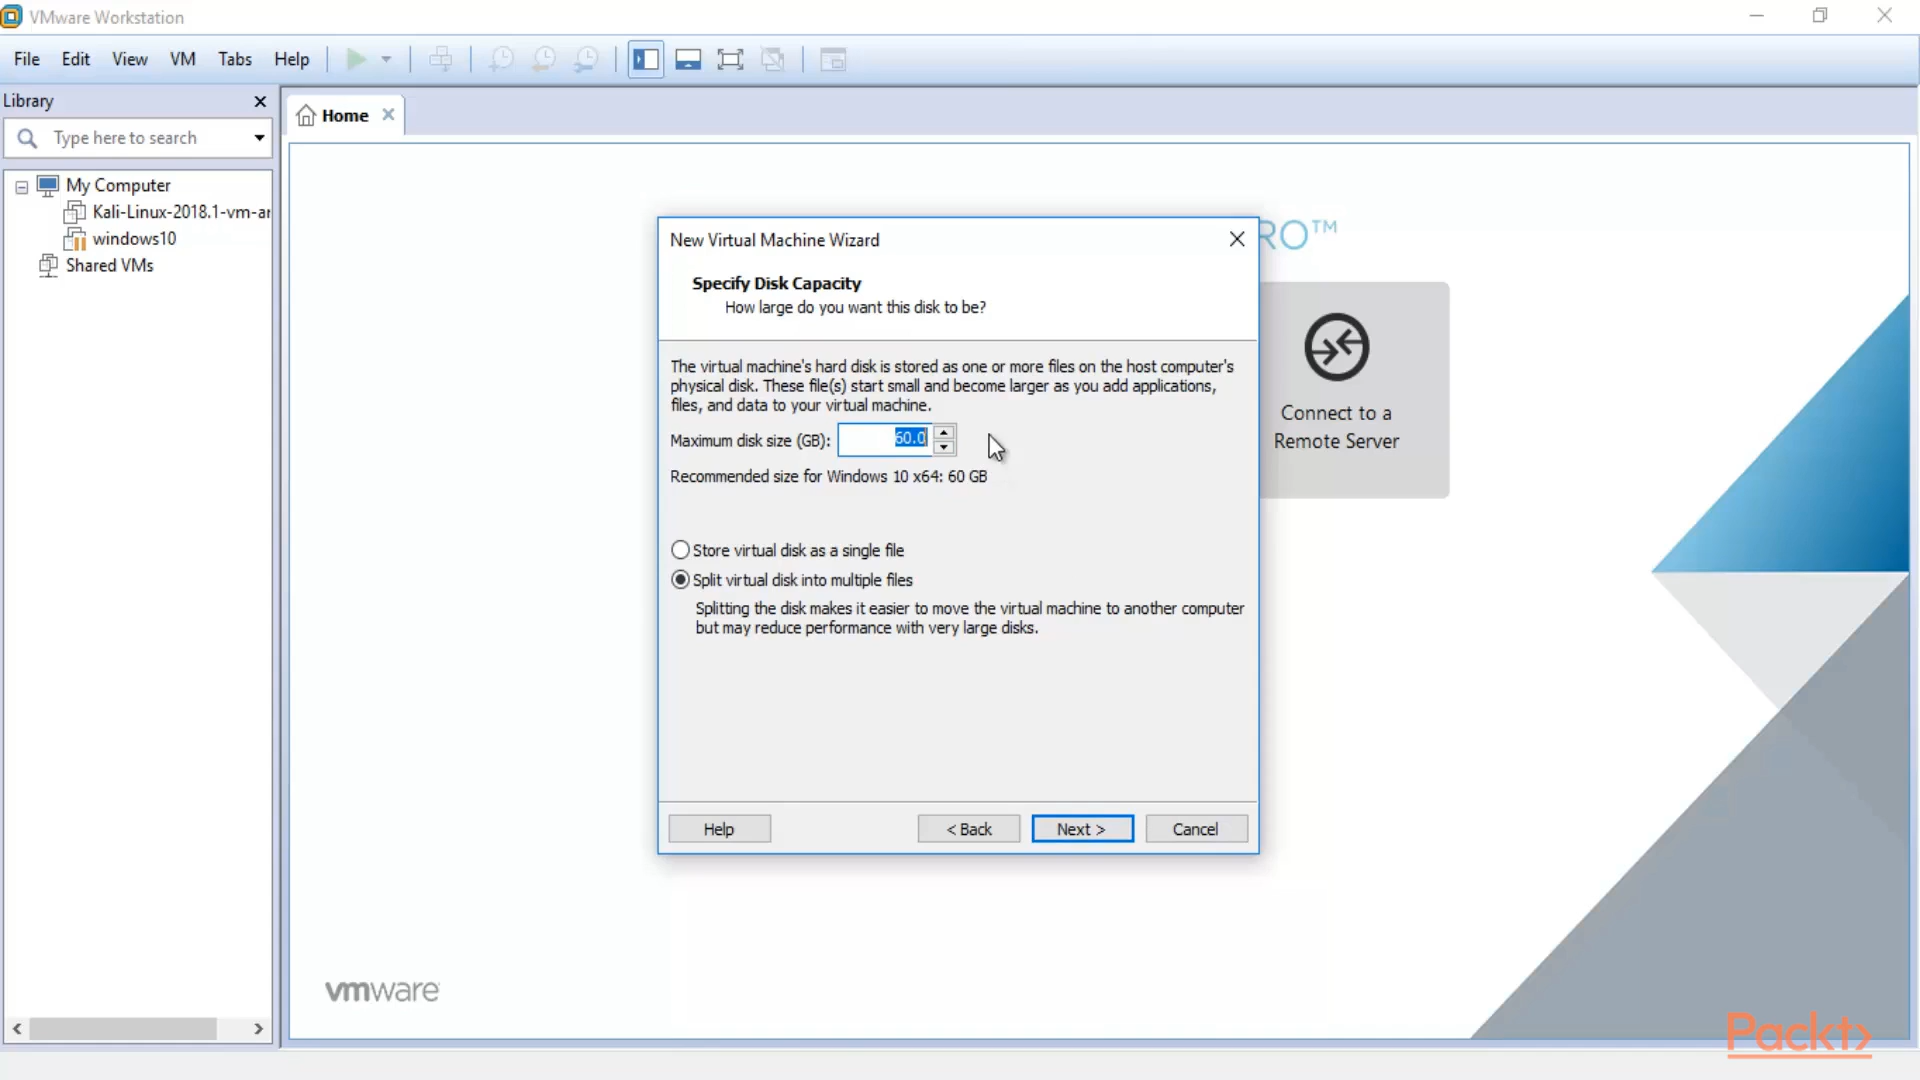 VMware Workstation
File Edit View VM Tabs Help
Library
Home
Type here to search
My Computer
Kali-Linux-2018.1-vm-ar
windows10
Shared VMs
RO™
New Virtual Machine Wizard
Specify Disk Capacity
How large do you want this disk to be?
The virtual machine's hard disk is stored as one or more files on the host computer's
physical disk. These file(s) start small and become larger as you add applications,
files, and data to your virtual machine.
Maximum disk size (GB): 60.0
Recommended size for Windows 10 x64: 60 GB
Store virtual disk as a single file
Split virtual disk into multiple files
Splitting the disk makes it easier to move the virtual machine to another computer
but may reduce performance with very large disks.
Help < Back Next > Cancel
Connect to a
Remote Server
vmware
Packt>